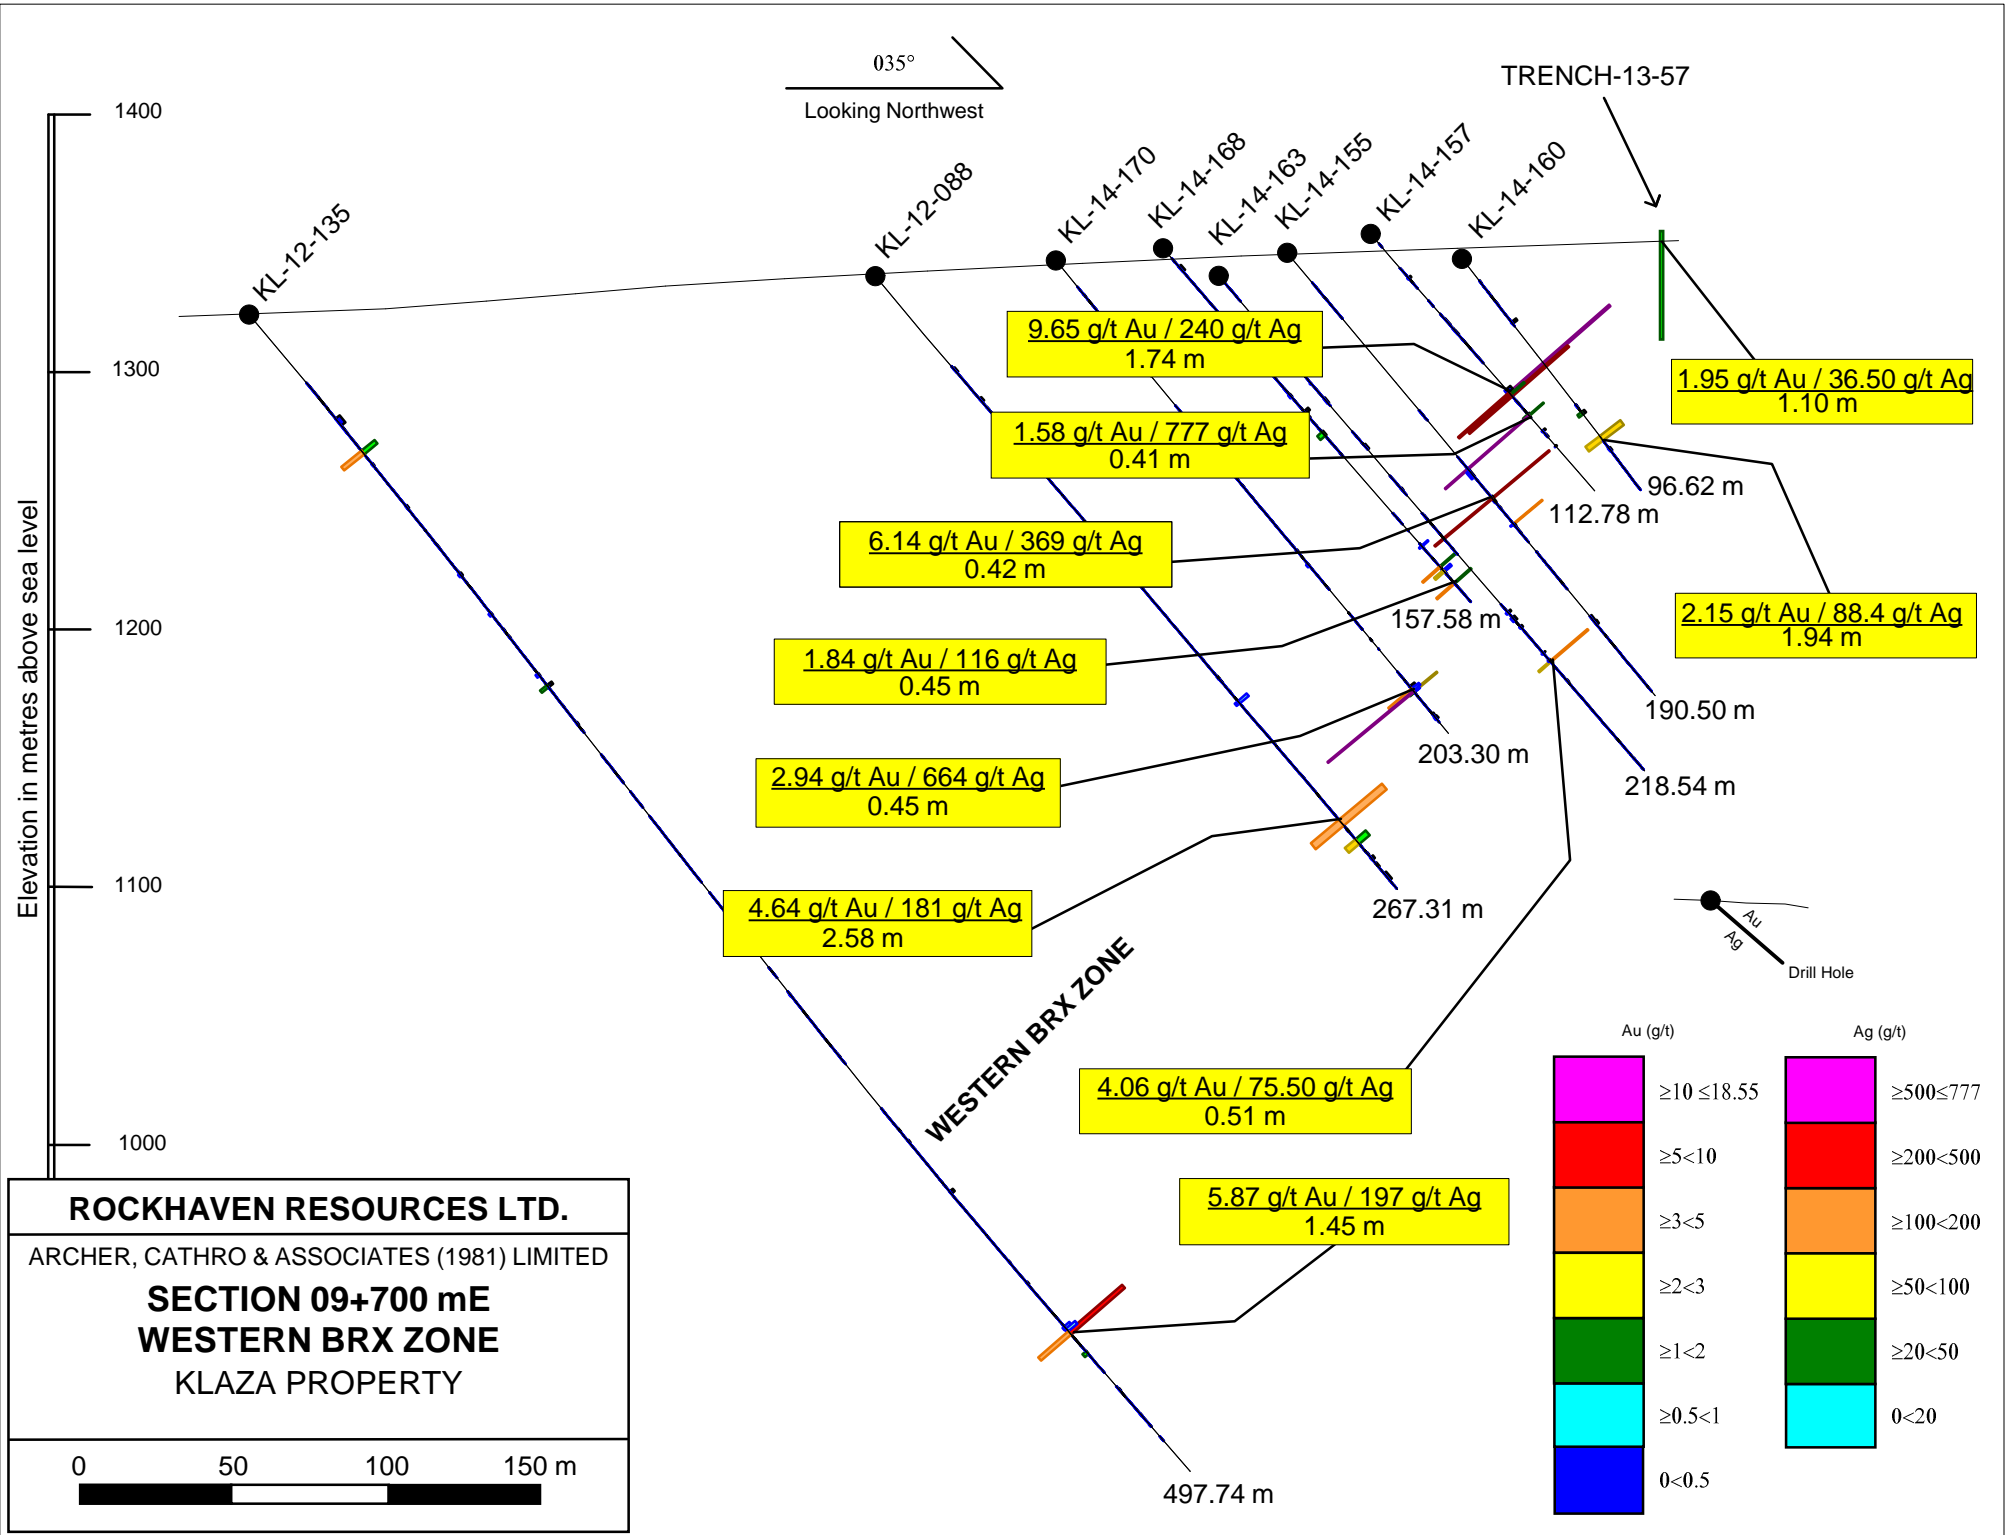 035°
Looking Northwest
TRENCH-13-57
1400
1300
1200
1100
1000
Elevation in metres above sea level
KL-12-135
KL-12-088
KL-14-170
KL-14-168
KL-14-163
KL-14-155
KL-14-157
KL-14-160
9.65 g/t Au / 240 g/t Ag
1.74 m
1.95 g/t Au / 36.50 g/t Ag
1.10 m
1.58 g/t Au / 777 g/t Ag
0.41 m
96.62 m
112.78 m
6.14 g/t Au / 369 g/t Ag
0.42 m
2.15 g/t Au / 88.4 g/t Ag
1.94 m
157.58 m
1.84 g/t Au / 116 g/t Ag
0.45 m
190.50 m
203.30 m
2.94 g/t Au / 664 g/t Ag
0.45 m
218.54 m
4.64 g/t Au / 181 g/t Ag
2.58 m
267.31 m
WESTERN BRX ZONE
Au
Ag
Drill Hole
4.06 g/t Au / 75.50 g/t Ag
0.51 m
5.87 g/t Au / 197 g/t Ag
1.45 m
497.74 m
Au (g/t)
≥10 ≤18.55
≥5<10
≥3<5
≥2<3
≥1<2
≥0.5<1
0<0.5
Ag (g/t)
≥500≤777
≥200<500
≥100<200
≥50<100
≥20<50
0<20
ROCKHAVEN RESOURCES LTD.
ARCHER, CATHRO & ASSOCIATES (1981) LIMITED
SECTION 09+700 mE
WESTERN BRX ZONE
KLAZA PROPERTY
0 50 100 150 m